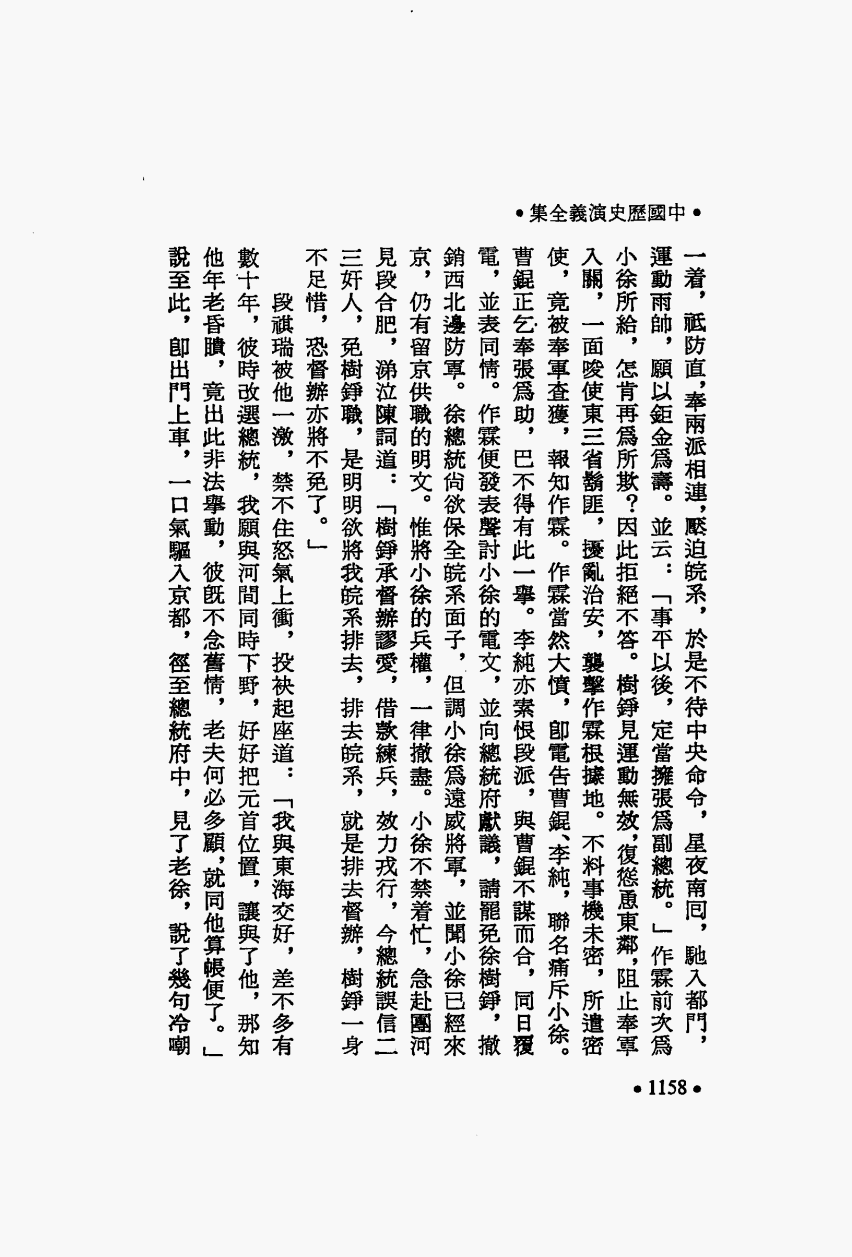 •中國歷史演義全集•
一着，祗防直，奉兩派相連，壓迫皖系，於是不待中央命令，星夜南囘，馳入都門，
運動雨帥，願以鉅金爲壽。並云：「事平以後，定當擁張爲副總統。」作霖前次爲
小徐所給，怎肯再爲所欺？因此拒絕不答。樹錚見運動無效，復慫恿東鄰，阻止奉軍
入關，一面唆使東三省鬍匪，擾亂治安，襲擊作霖根據地。不料事機未密，所遣密
使，竟被奉軍查獲，報知作霖。作霖當然大憤，卽電告曹錕、李純，聯名痛斥小徐。
曹錕正乞奉張爲助，巴不得有此一舉。李純亦素恨段派，與曹錕不謀而合，同日覆
電，並表同情。作霖便發表聲討小徐的電文，並向總統府獻議，請罷免徐樹錚，撤
銷西北邊防軍。徐總統尙欲保全皖系面子，但調小徐爲遠威將軍，並聞小徐已經來
京，仍有留京供職的明文。惟將小徐的兵權，一律撤盡。小徐不禁着忙，急赴團河
見段合肥，涕泣陳詞道：「樹錚承督辦謬愛，借款練兵，效力戎行，今總統誤信二
三奸人，免樹錚職，是明明欲將我皖系排去，排去皖系，就是排去督辦，樹錚一身
不足惜，恐督辦亦將不免了。」
段祺瑞被他一激，禁不住怒氣上衝，投袂起座道：「我與東海交好，差不多有
數十年，彼時改選總統，我願與河間同時下野，好好把元首位置，讓與了他，那知
他年老昏瞶，竟出此非法舉動，彼旣不念舊情，老夫何必多顧，就同他算帳便了。」
說至此，卽出門上車，一口氣驅入京都，徑至總統府中，見了老徐，說了幾句冷嘲
•1158•